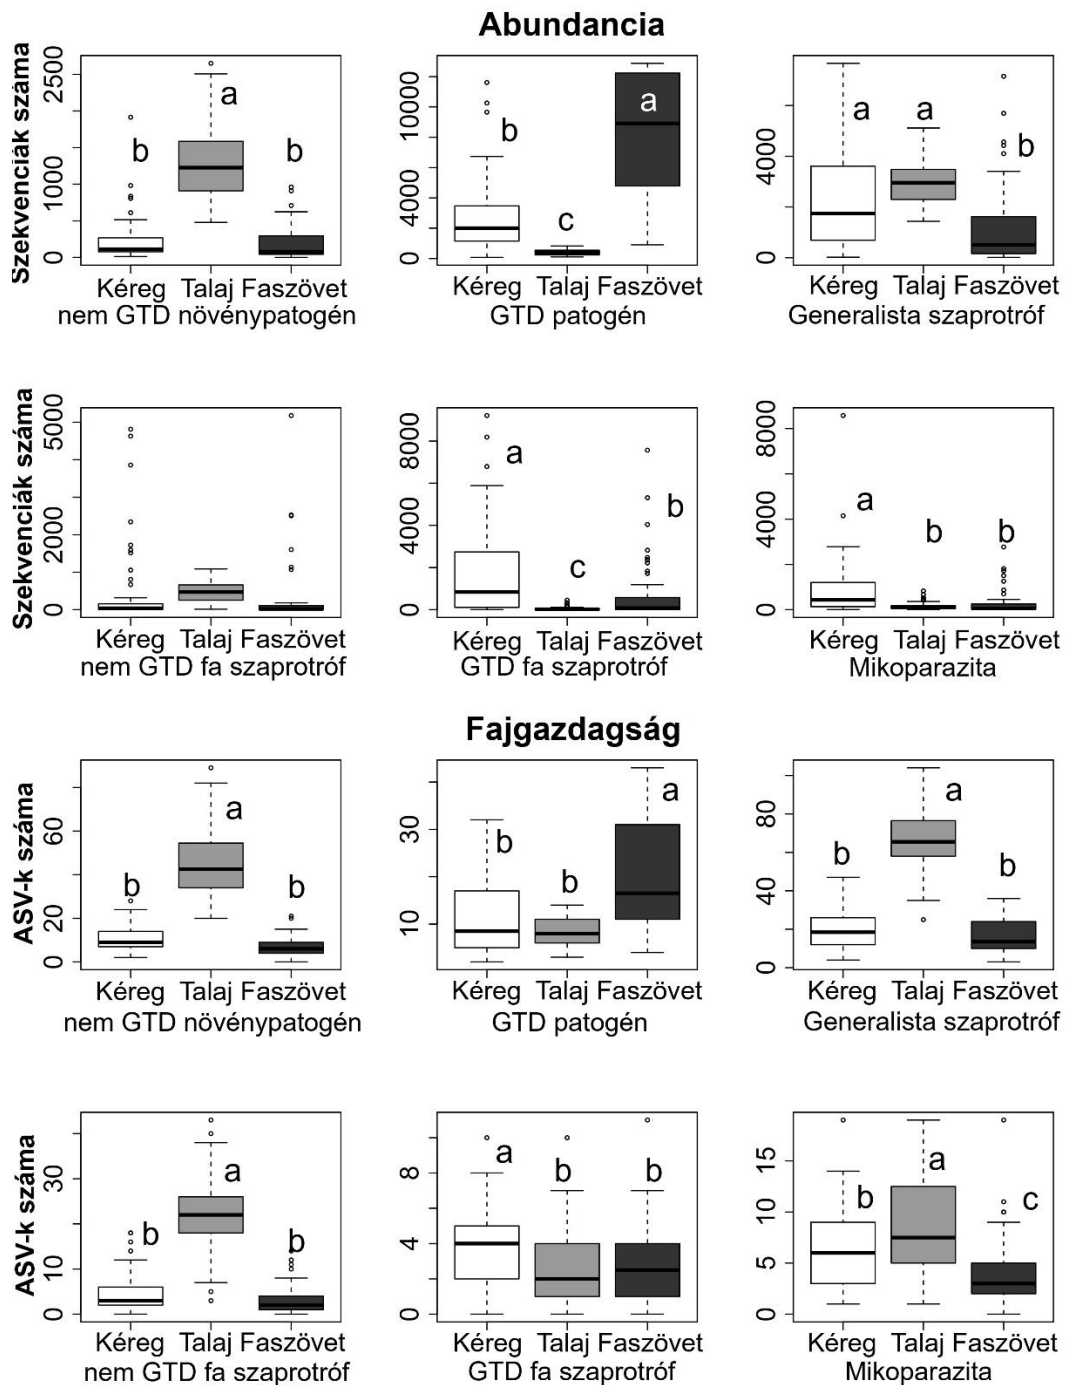 Abundancia
Szekvenciák száma
2500
1000
0
b
a
b
Kéreg Talaj Faszövet
nem GTD növénypatogén
10000
4000
0
b
c
a
Kéreg Talaj Faszövet
GTD patogén
4000
0
a
a
b
Kéreg Talaj Faszövet
Generalista szaprotróf
Szekvenciák száma
5000
2000
0
Kéreg Talaj Faszövet
nem GTD fa szaprotróf
8000
4000
0
a
c
b
Kéreg Talaj Faszövet
GTD fa szaprotróf
8000
4000
0
a
b
b
Kéreg Talaj Faszövet
Mikoparazita
Fajgazdagság
ASV-k száma
60
20
0
b
a
b
Kéreg Talaj Faszövet
nem GTD növénypatogén
30
10
b
b
a
Kéreg Talaj Faszövet
GTD patogén
80
40
0
b
a
b
Kéreg Talaj Faszövet
Generalista szaprotróf
ASV-k száma
30
10
0
b
a
b
Kéreg Talaj Faszövet
nem GTD fa szaprotróf
8
4
0
a
b
b
Kéreg Talaj Faszövet
GTD fa szaprotróf
15
10
5
0
b
a
c
Kéreg Talaj Faszövet
Mikoparazita